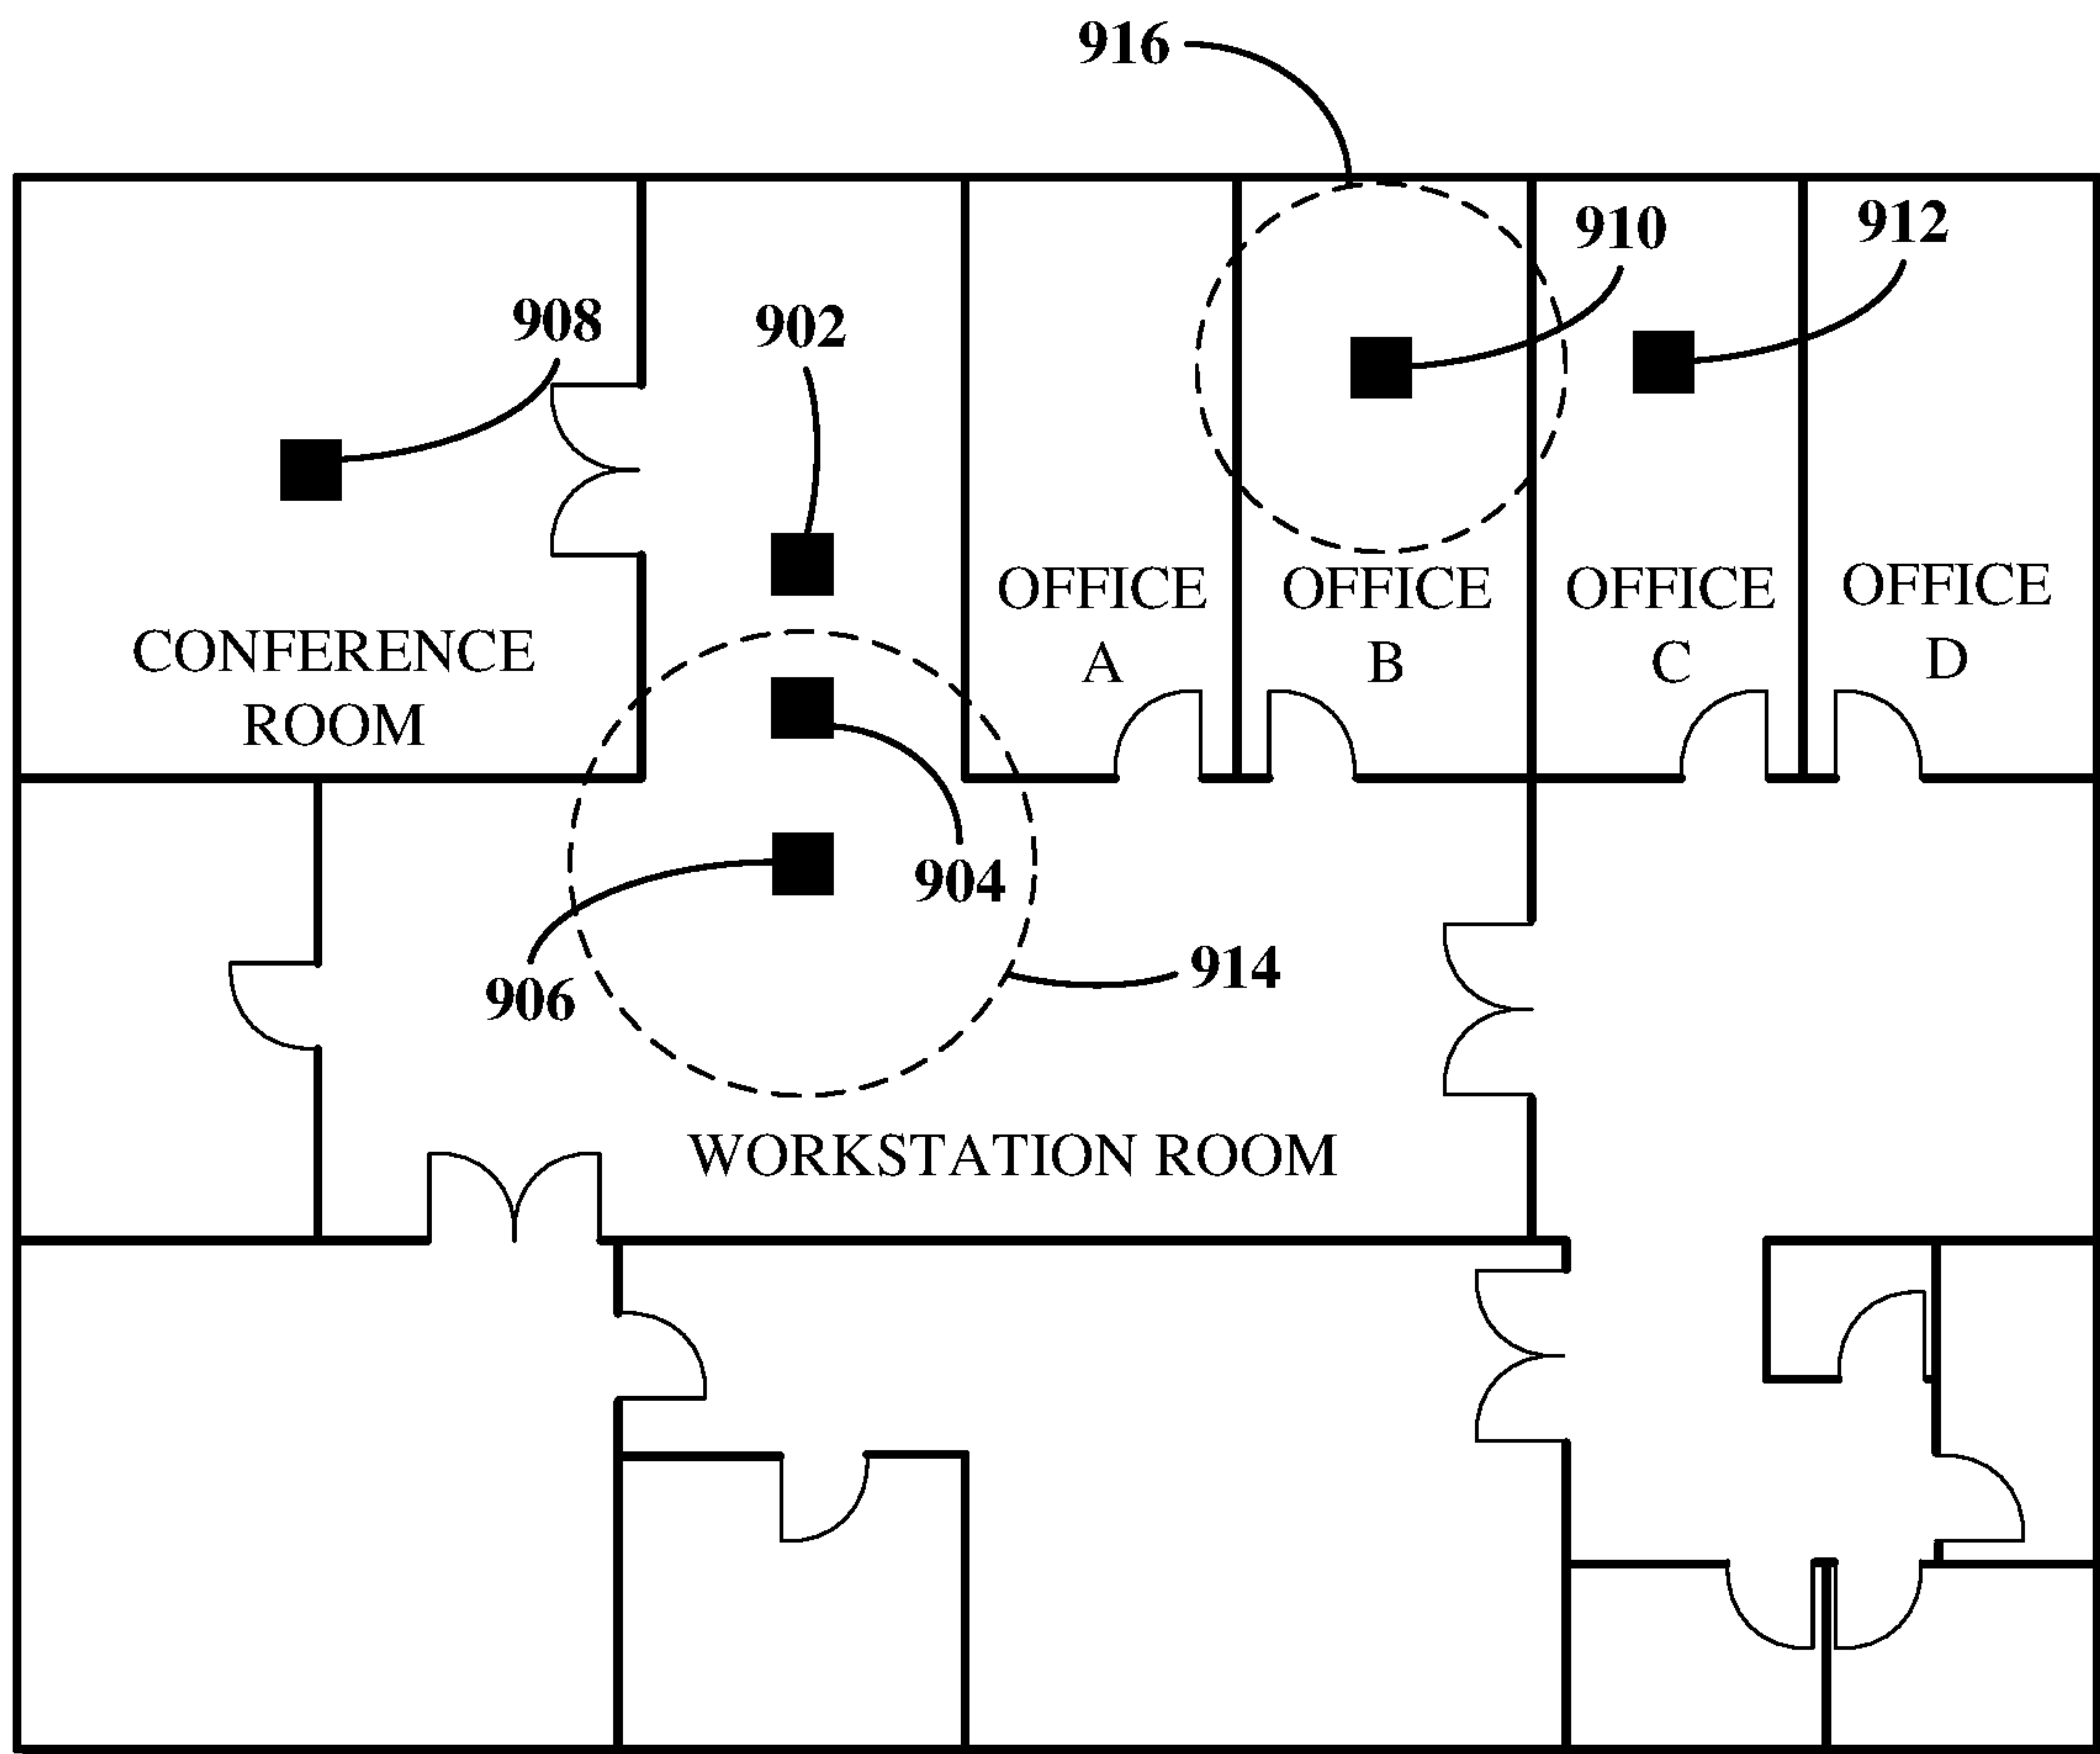 916
910
912
908
902
OFFICE
A
OFFICE
B
OFFICE
C
OFFICE
D
CONFERENCE
ROOM
904
906
914
WORKSTATION ROOM